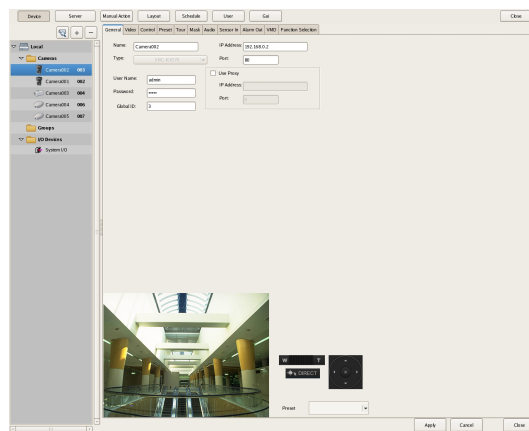 Device Server Manual Action Layout Schedule User Gui Close
General Video Control Preset Tour Mask Audio Sensor In Alarm Out VMD Function Selection
Local
Cameras
Camera002 003
Camera001 002
Camera003 004
Camera004 006
Camera005 007
Groups
I/O Devices
System I/O
Name: Camera002 IP Address: 192.168.0.2
Type: Port: 80
Use Proxy
User Name: admin IP Address:
Password: •••••
Port:
Global ID: 3
W T
DIRECT
Preset
Apply Cancel Close